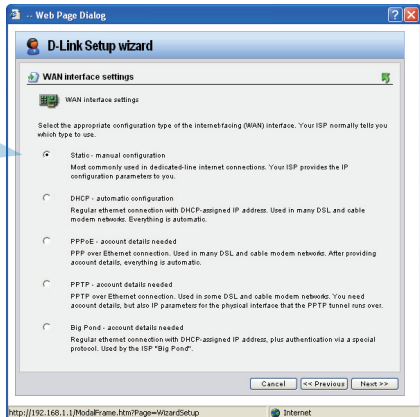 -- Web Page Dialog
D-Link Setup wizard
WAN interface settings
WAN interface settings
Select the appropriate configuration type of the internet-facing (WAN) interface. Your ISP normally tells you
which type to use.
Static - manual configuration
Most commonly used in dedicated-line internet connections. Your ISP provides the IP
configuration parameters to you.
DHCP - automatic configuration
Regular ethernet connection with DHCP-assigned IP address. Used in many DSL and cable
modem networks. Everything is automatic.
PPPoE - account details needed
PPP over Ethernet connection. Used in many DSL and cable modem networks. After providing
account details, everything is automatic.
PPTP - account details needed
PPTP over Ethernet connection. Used in some DSL and cable modem networks. You need
account details, but also IP parameters for the physical interface that the PPTP tunnel runs over.
Big Pond - account details needed
Regular ethernet connection with DHCP-assigned IP address, plus authentication via a special
protocol. Used by the ISP "Big Pond".
Cancel << Previous Next >>
http://192.168.1.1/ModalFrame.htm?Page=WizardSetup Internet